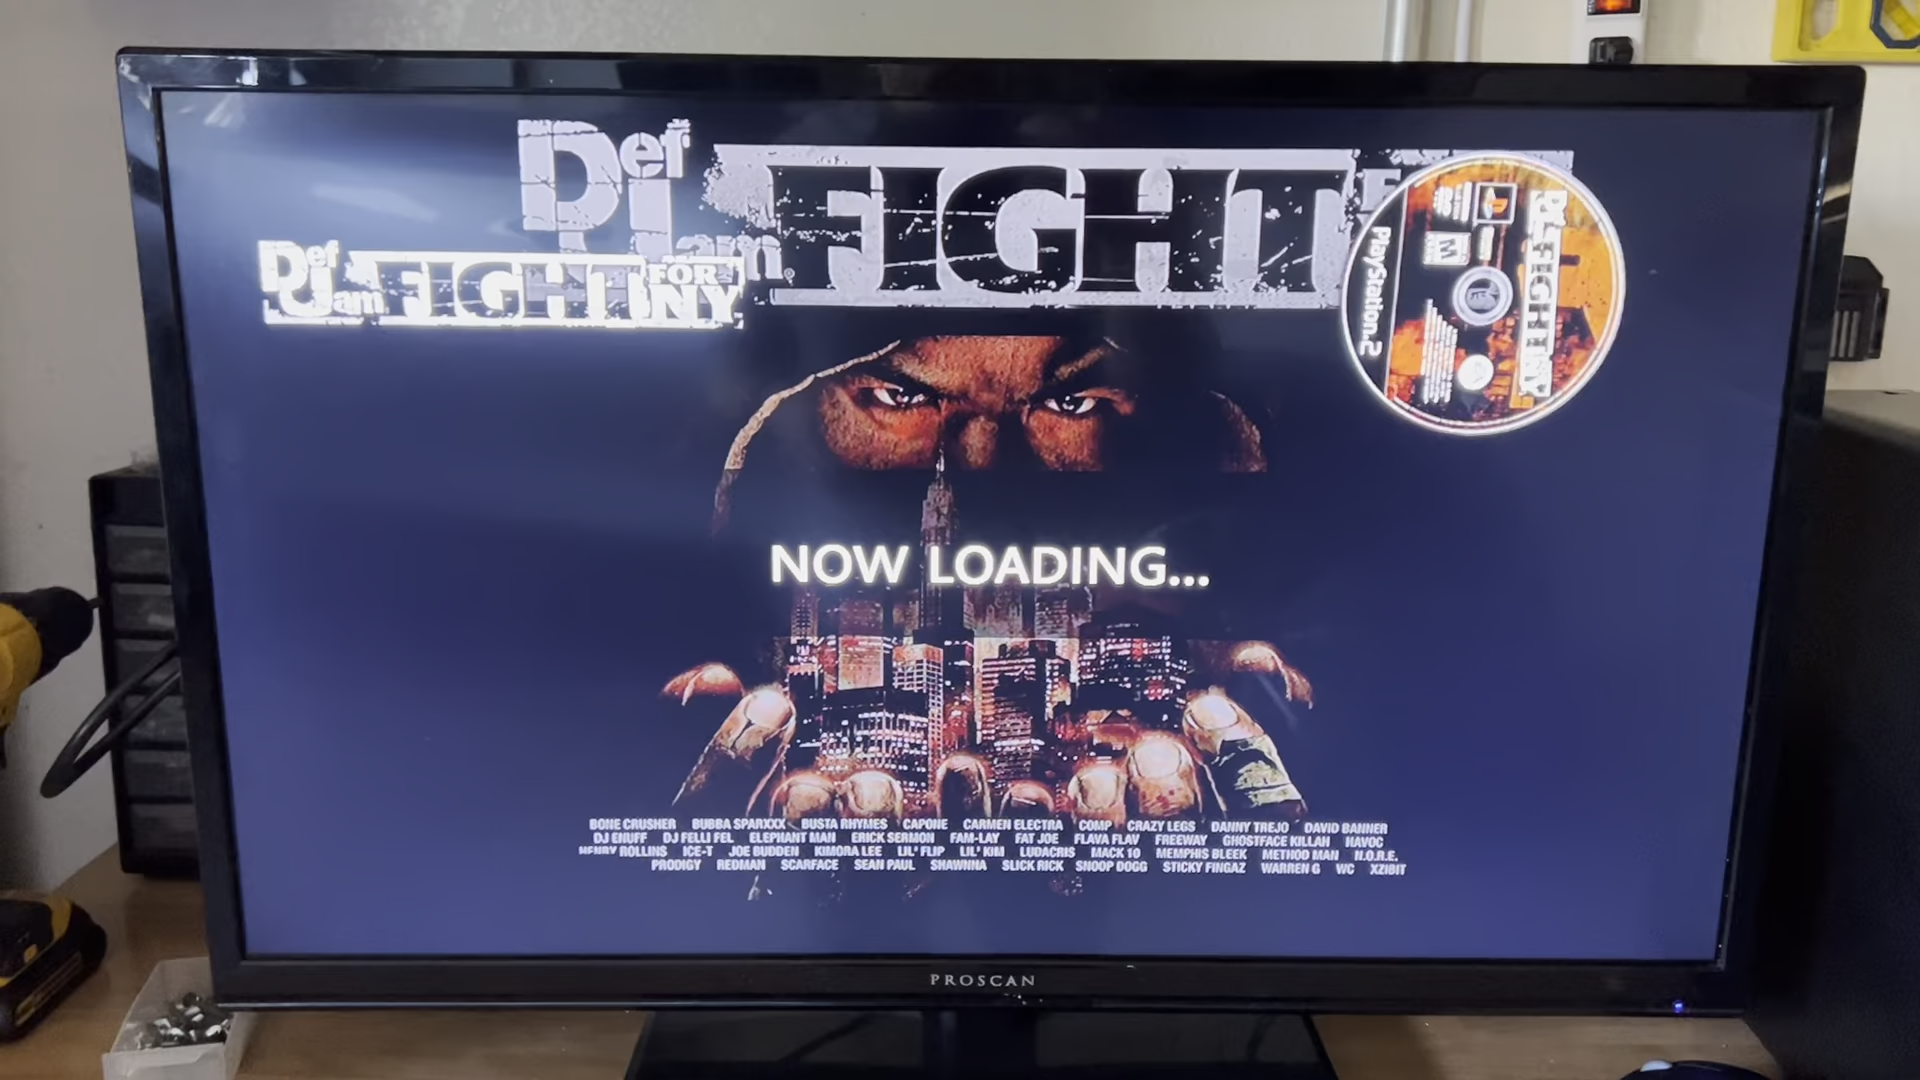 Def Jam FIGHT
Def Jam FIGHT FOR NY
PlayStation.2
M
FIGHT NY
NOW LOADING...
BONE CRUSHER BUBBA SPARXXX BUSTA RHYMES CAPONE CARMEN ELECTRA COMP CRAZY LEGS DANNY TREJO DAVID BANNER
DJ ENUFF DJ FELLI FEL ELEPHANT MAN ERICK SERMON FAM-LAY FAT JOE FLAVA FLAV FREEWAY GHOSTFACE KILLAH HAVOC
HENRY ROLLINS ICE-T JOE BUDDEN KIMORA LEE LIL' FLIP LIL' KIM LUDACRIS MACK 10 MEMPHIS BLEEK METHOD MAN N.O.R.E.
PRODIGY REDMAN SCARFACE SEAN PAUL SHAWNNA SLICK RICK SNOOP DOGG STICKY FINGAZ WARREN G WC XZIBIT
PROSCAN